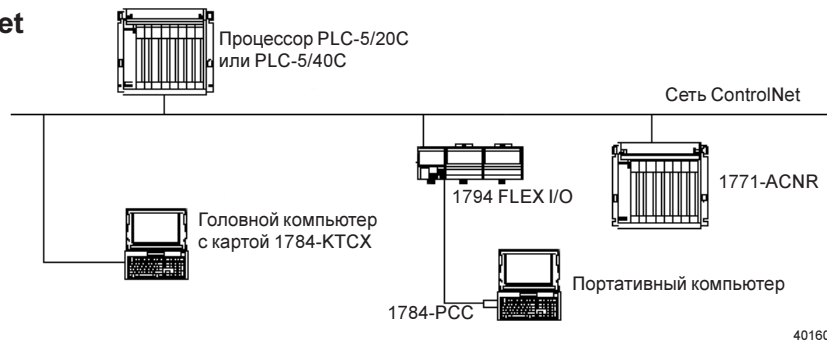 et
Процессор PLC-5/20C
или PLC-5/40C
Сеть ControlNet
1794 FLEX I/O
1771-ACNR
Головной компьютер
с картой 1784-KTCX
Портативный компьютер
1784-PCC
40160